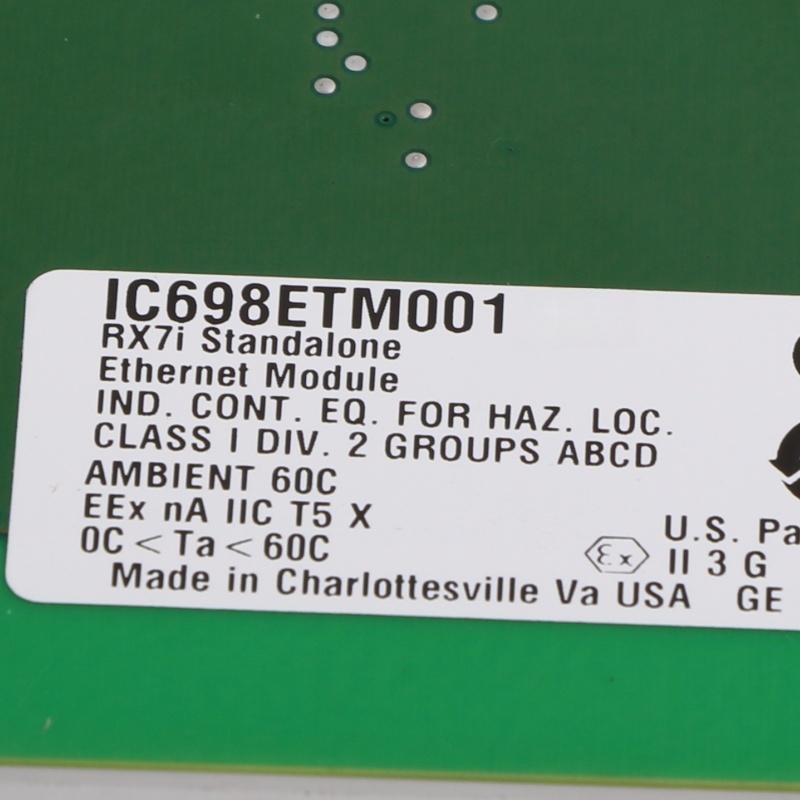 IC698ETM001
RX7i Standalone
Ethernet Module
IND. CONT. EQ. FOR HAZ. LOC.
CLASS I DIV. 2 GROUPS ABCD
AMBIENT 60C
EEx nA IIC T5 X
0C < Ta < 60C
Made in Charlottesville Va USA
U.S.
Ex II 3 G
GE